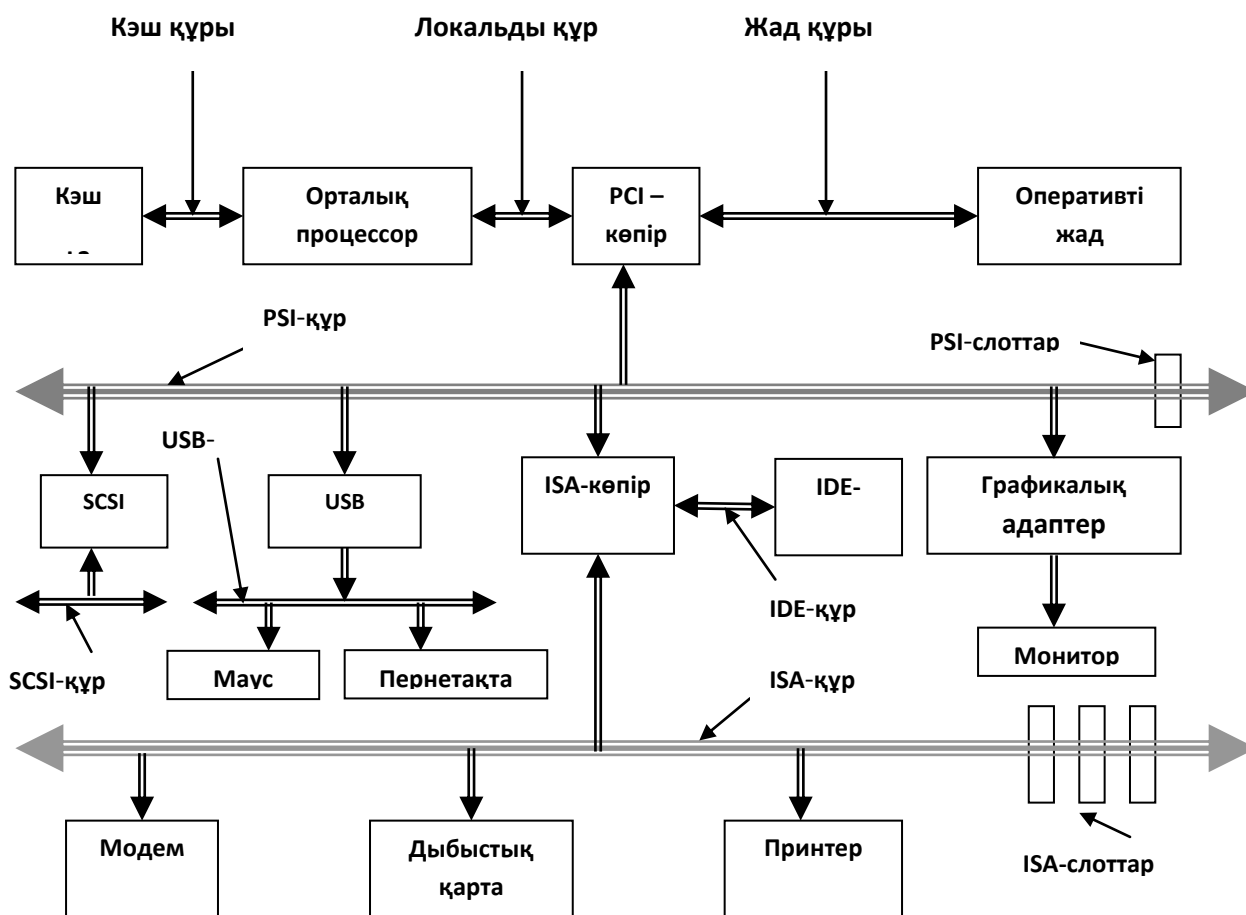 Кэш құры
Локальды құр
Жад құры
Кэш
Орталық
процессор
PCI –
көпір
Оперативті
жад
PSI-құр
PSI-слоттар
USB-
SCSI
USB
ISA-көпір
IDE-
Графикалық
адаптер
IDE-құр
SCSI-құр
Маус
Пернетақта
ISA-құр
Монитор
Модем
Дыбыстық
қарта
Принтер
ISA-слоттар